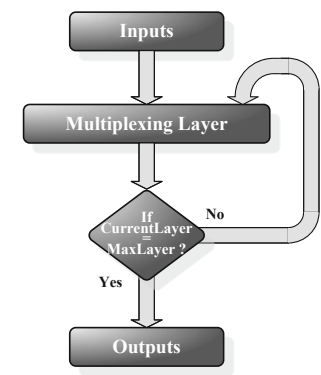 Inputs
Multiplexing Layer
If
CurrentLayer
=
MaxLayer ?
No
Yes
Outputs